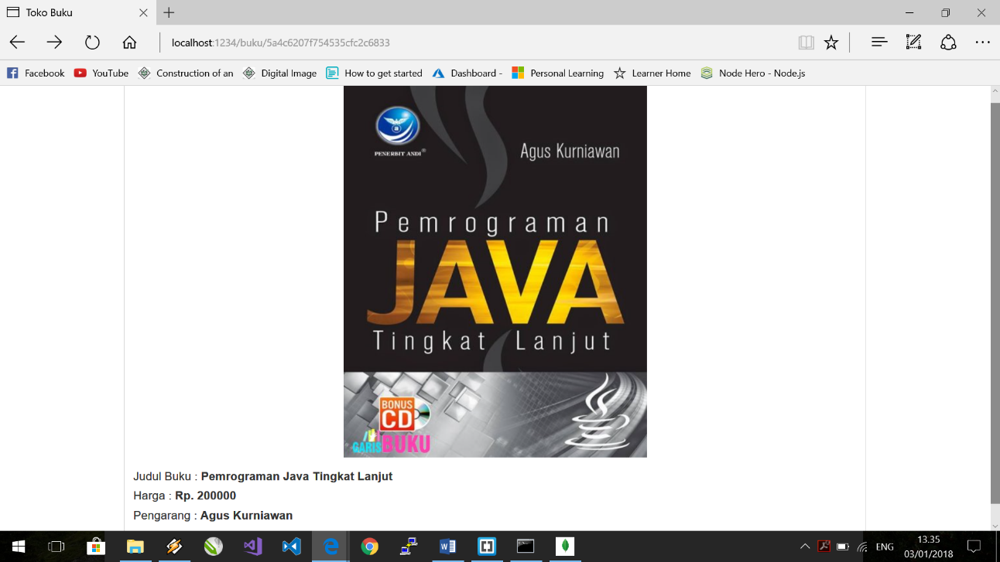 Toko Buku
localhost:1234/buku/5a4c6207f754535cfc2c6833
Facebook YouTube Construction of an Digital Image How to get started Dashboard - Personal Learning Learner Home Node Hero - Node.js
PENERBIT ANDI®
Agus Kurniawan
Pemrograman
JAVA
Tingkat Lanjut
BONUS
CD
GARISBUKU
Judul Buku : Pemrograman Java Tingkat Lanjut
Harga : Rp. 200000
Pengarang : Agus Kurniawan
ENG
13.35
03/01/2018